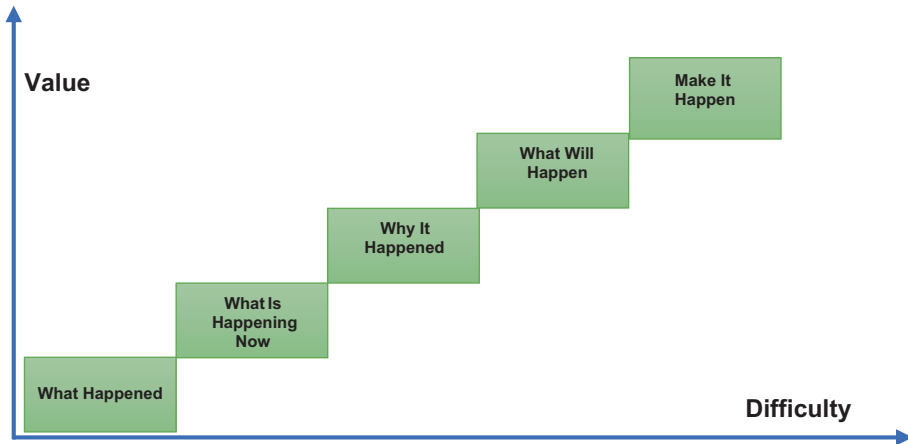 Value
Make It
Happen
What Will
Happen
Why It
Happened
What Is
Happening
Now
What Happened
Difficulty